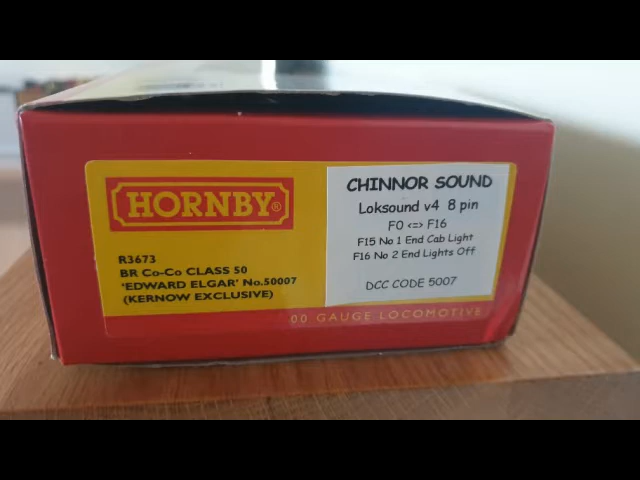 HORNBY®
R3673
BR Co-Co CLASS 50
'EDWARD ELGAR' No.50007
(KERNOW EXCLUSIVE)
CHINNOR SOUND
Loksound v4 8 pin
F0 <=> F16
F15 No 1 End Cab Light
F16 No 2 End Lights Off
DCC CODE 5007
00 GAUGE LOCOMOTIVE